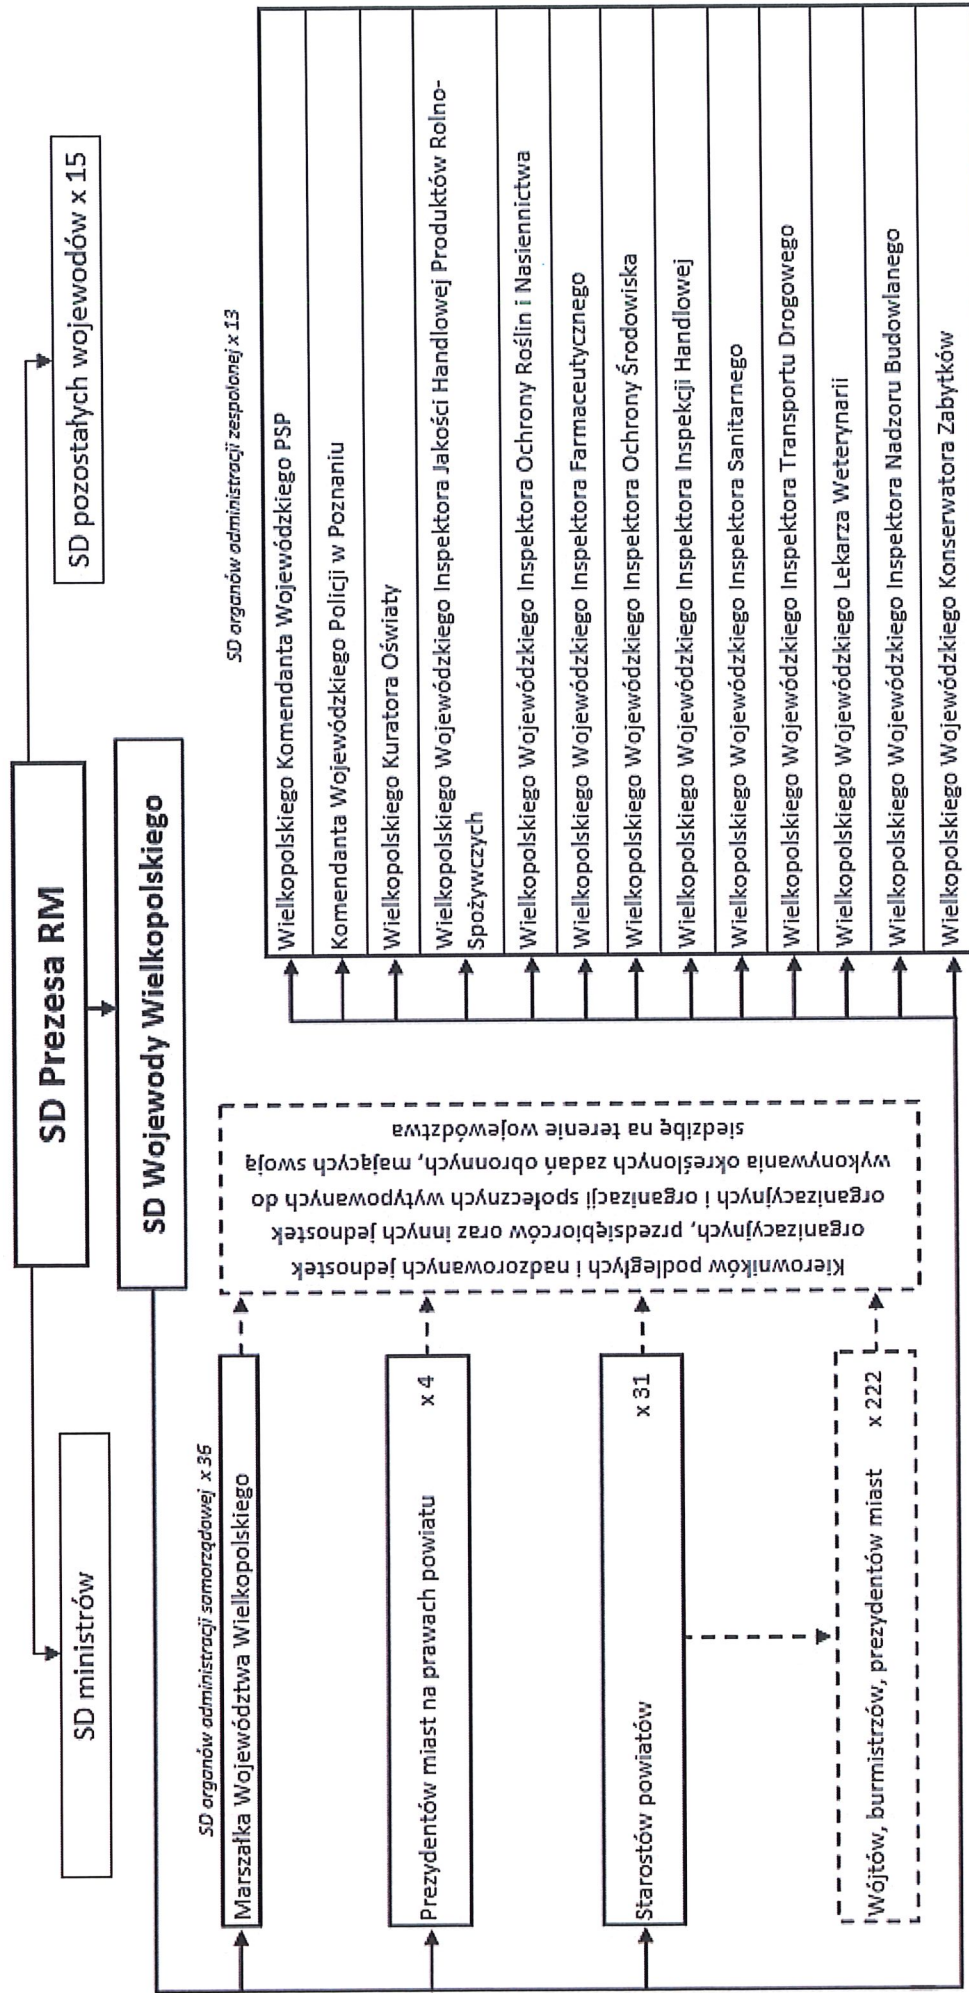 SD Prezesa RM
SD ministrów
SD pozostałych wojewodów x 15
SD Wojewody Wielkopolskiego
SD organów administracji samorządowej x 36
Marszałka Województwa Wielkopolskiego
Prezydentów miast na prawach powiatu x 4
Starostów powiatów x 31
Wójtów, burmistrzów, prezydentów miast x 222
Kierowników podległych i nadzorowanych jednostek
organizacyjnych, przedsiębiorców oraz innych jednostek
organizacyjnych i organizacji społecznych wytypowanych do
wykonywania określonych zadań obronnych, mających swoją
siedzibę na terenie województwa
SD organów administracji zespolonej x 13
Wielkopolskiego Komendanta Wojewódzkiego PSP
Komendanta Wojewódzkiego Policji w Poznaniu
Wielkopolskiego Kuratora Oświaty
Wielkopolskiego Wojewódzkiego Inspektora Jakości Handlowej Produktów Rolno-
Spożywczych
Wielkopolskiego Wojewódzkiego Inspektora Ochrony Roślin i Nasiennictwa
Wielkopolskiego Wojewódzkiego Inspektora Farmaceutycznego
Wielkopolskiego Wojewódzkiego Inspektora Ochrony Środowiska
Wielkopolskiego Wojewódzkiego Inspektora Inspekcji Handlowej
Wielkopolskiego Wojewódzkiego Inspektora Sanitarnego
Wielkopolskiego Wojewódzkiego Inspektora Transportu Drogowego
Wielkopolskiego Wojewódzkiego Lekarza Weterynarii
Wielkopolskiego Wojewódzkiego Inspektora Nadzoru Budowlanego
Wielkopolskiego Wojewódzkiego Konserwatora Zabytków